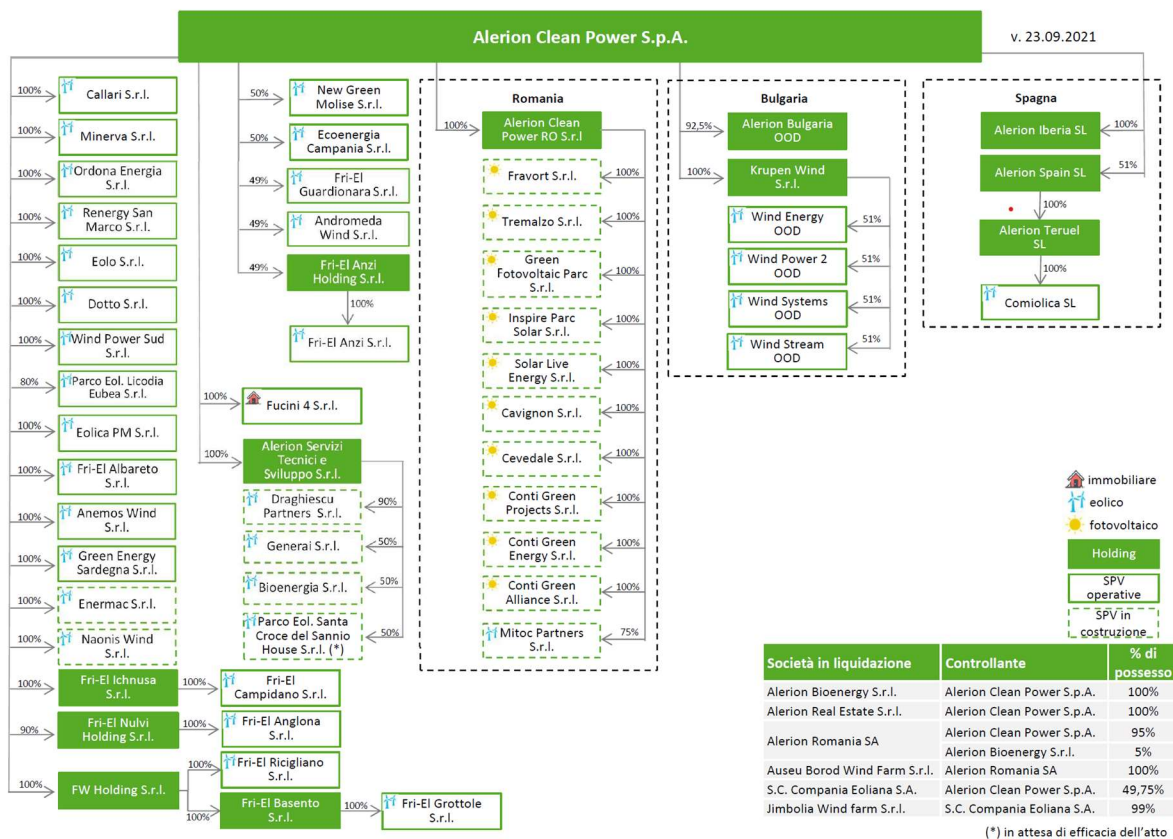 Alerion Clean Power S.p.A.
v. 23.09.2021
100%
Callari S.r.l.
100%
Minerva S.r.l.
100%
Ordona Energia
S.r.l.
100%
Renergy San
Marco S.r.l.
100%
Eolo S.r.l.
100%
Dotto S.r.l.
100%
Wind Power Sud
S.r.l.
80%
Parco Eol. Licodia
Eubea S.r.l.
100%
Eolica PM S.r.l.
100%
Fri-El Albareto
S.r.l.
100%
Anemos Wind
S.r.l.
100%
Green Energy
Sardegna S.r.l.
100%
Enermac S.r.l.
100%
Naonis Wind
S.r.l.
100%
Fri-El Ichnusa
S.r.l.
100%
Fri-El
Campidano S.r.l.
90%
Fri-El Nulvi
Holding S.r.l.
100%
Fri-El Anglona
S.r.l.
100%
FW Holding S.r.l.
100%
Fri-El Ricigliano
S.r.l.
100%
Fri-El Basento
S.r.l.
100%
Fri-El Grottole
S.r.l.
50%
New Green
Molise S.r.l.
50%
Ecoenergia
Campania S.r.l.
49%
Fri-El
Guardionara S.r.l.
49%
Andromeda
Wind S.r.l.
49%
Fri-El Anzi
Holding S.r.l.
100%
Fri-El Anzi S.r.l.
100%
Fucini 4 S.r.l.
100%
Alerion Servizi
Tecnici e
Sviluppo S.r.l.
Draghiescu
Partners S.r.l.
90%
Generai S.r.l.
50%
Bioenergia S.r.l.
50%
Parco Eol. Santa
Croce del Sannio
House S.r.l. (*)
50%
Romania
100%
Alerion Clean
Power RO S.r.l
Fravort S.r.l.
100%
Tremalzo S.r.l.
100%
Green
Fotovoltaic Parc
S.r.l.
100%
Inspire Parc
Solar S.r.l.
100%
Solar Live
Energy S.r.l.
100%
Cavignon S.r.l.
100%
Cevedale S.r.l.
100%
Conti Green
Projects S.r.l.
100%
Conti Green
Energy S.r.l.
100%
Conti Green
Alliance S.r.l.
100%
Mitoc Partners
S.r.l.
75%
Bulgaria
92,5%
Alerion Bulgaria
OOD
100%
Krupen Wind
S.r.l.
Wind Energy
OOD
51%
Wind Power 2
OOD
51%
Wind Systems
OOD
51%
Wind Stream
OOD
51%
Spagna
Alerion Iberia SL
100%
Alerion Spain SL
51%
100%
Alerion Teruel
SL
100%
Comiolica SL
immobiliare
eolico
fotovoltaico
Holding
SPV
operative
SPV in
costruzione
Società in liquidazione Controllante % di possesso
Alerion Bioenergy S.r.l. Alerion Clean Power S.p.A. 100%
Alerion Real Estate S.r.l. Alerion Clean Power S.p.A. 100%
Alerion Romania SA Alerion Clean Power S.p.A. 95%
Alerion Bioenergy S.r.l. 5%
Auseu Borod Wind Farm S.r.l. Alerion Romania SA 100%
S.C. Compania Eoliana S.A. Alerion Clean Power S.p.A. 49,75%
Jimbolia Wind farm S.r.l. S.C. Compania Eoliana S.A. 99%
(*) in attesa di efficacia dell'atto